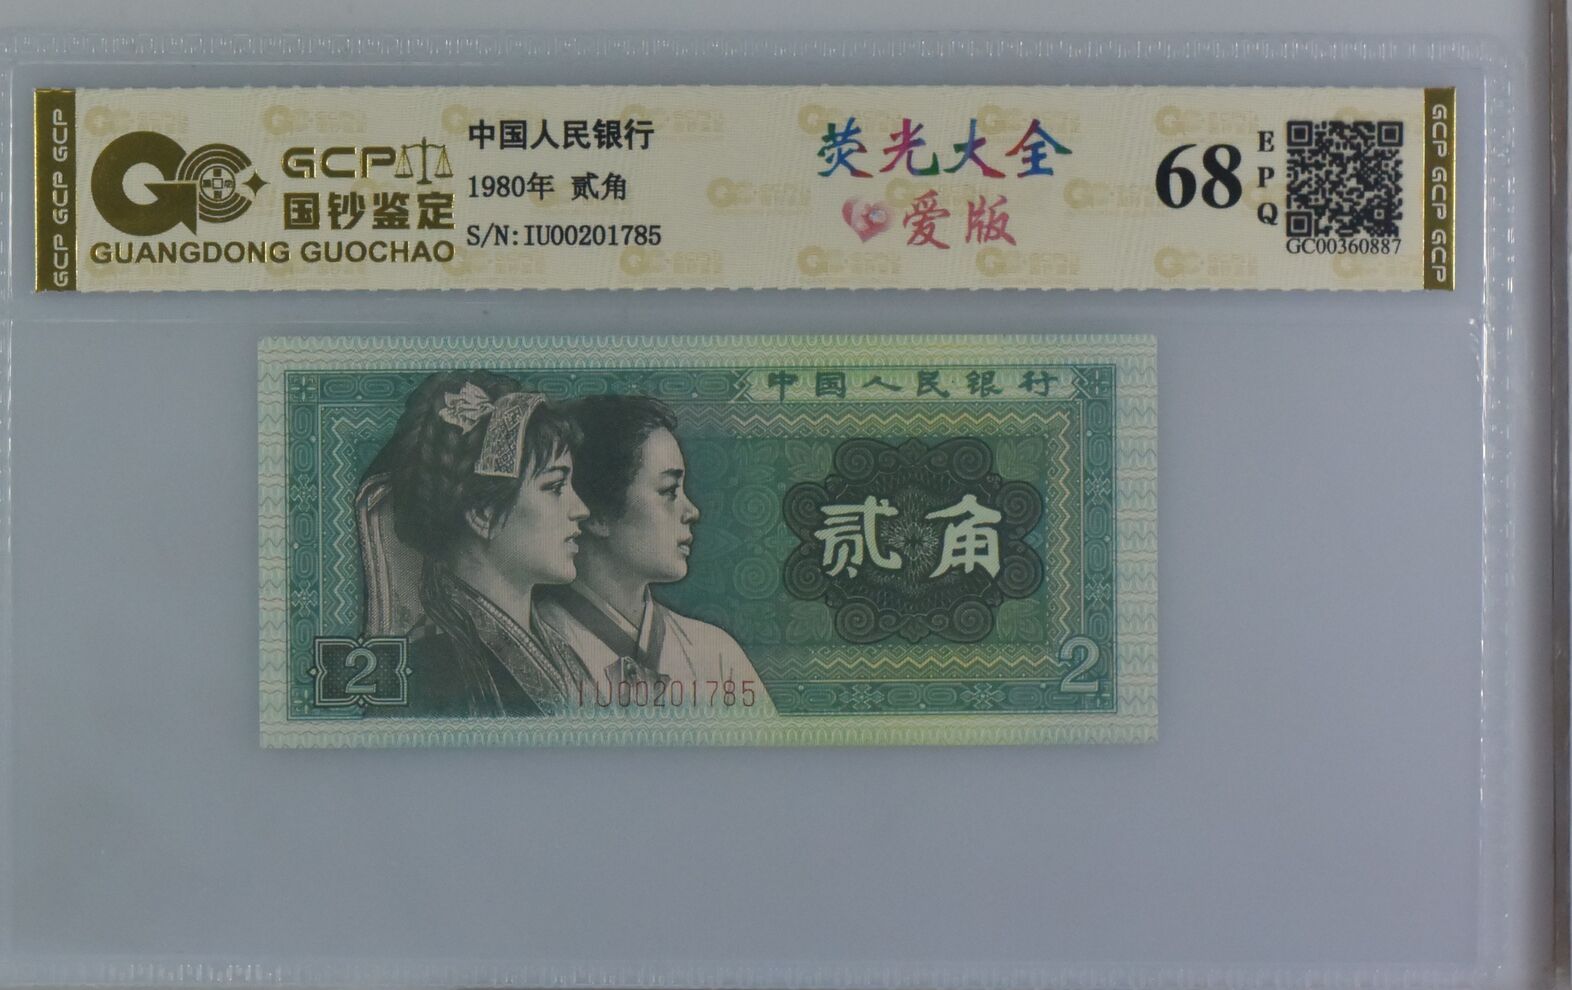 GCP GCP GCP
GCP
国钞鉴定
GUANGDONG GUOCHAO
中国人民银行
1980年 贰角
S/N:IU00201785
荧光大全
爱版
68
EPQ
GC00360887
GCP GCP GCP
中国人民银行
贰角
2
IU00201785
2